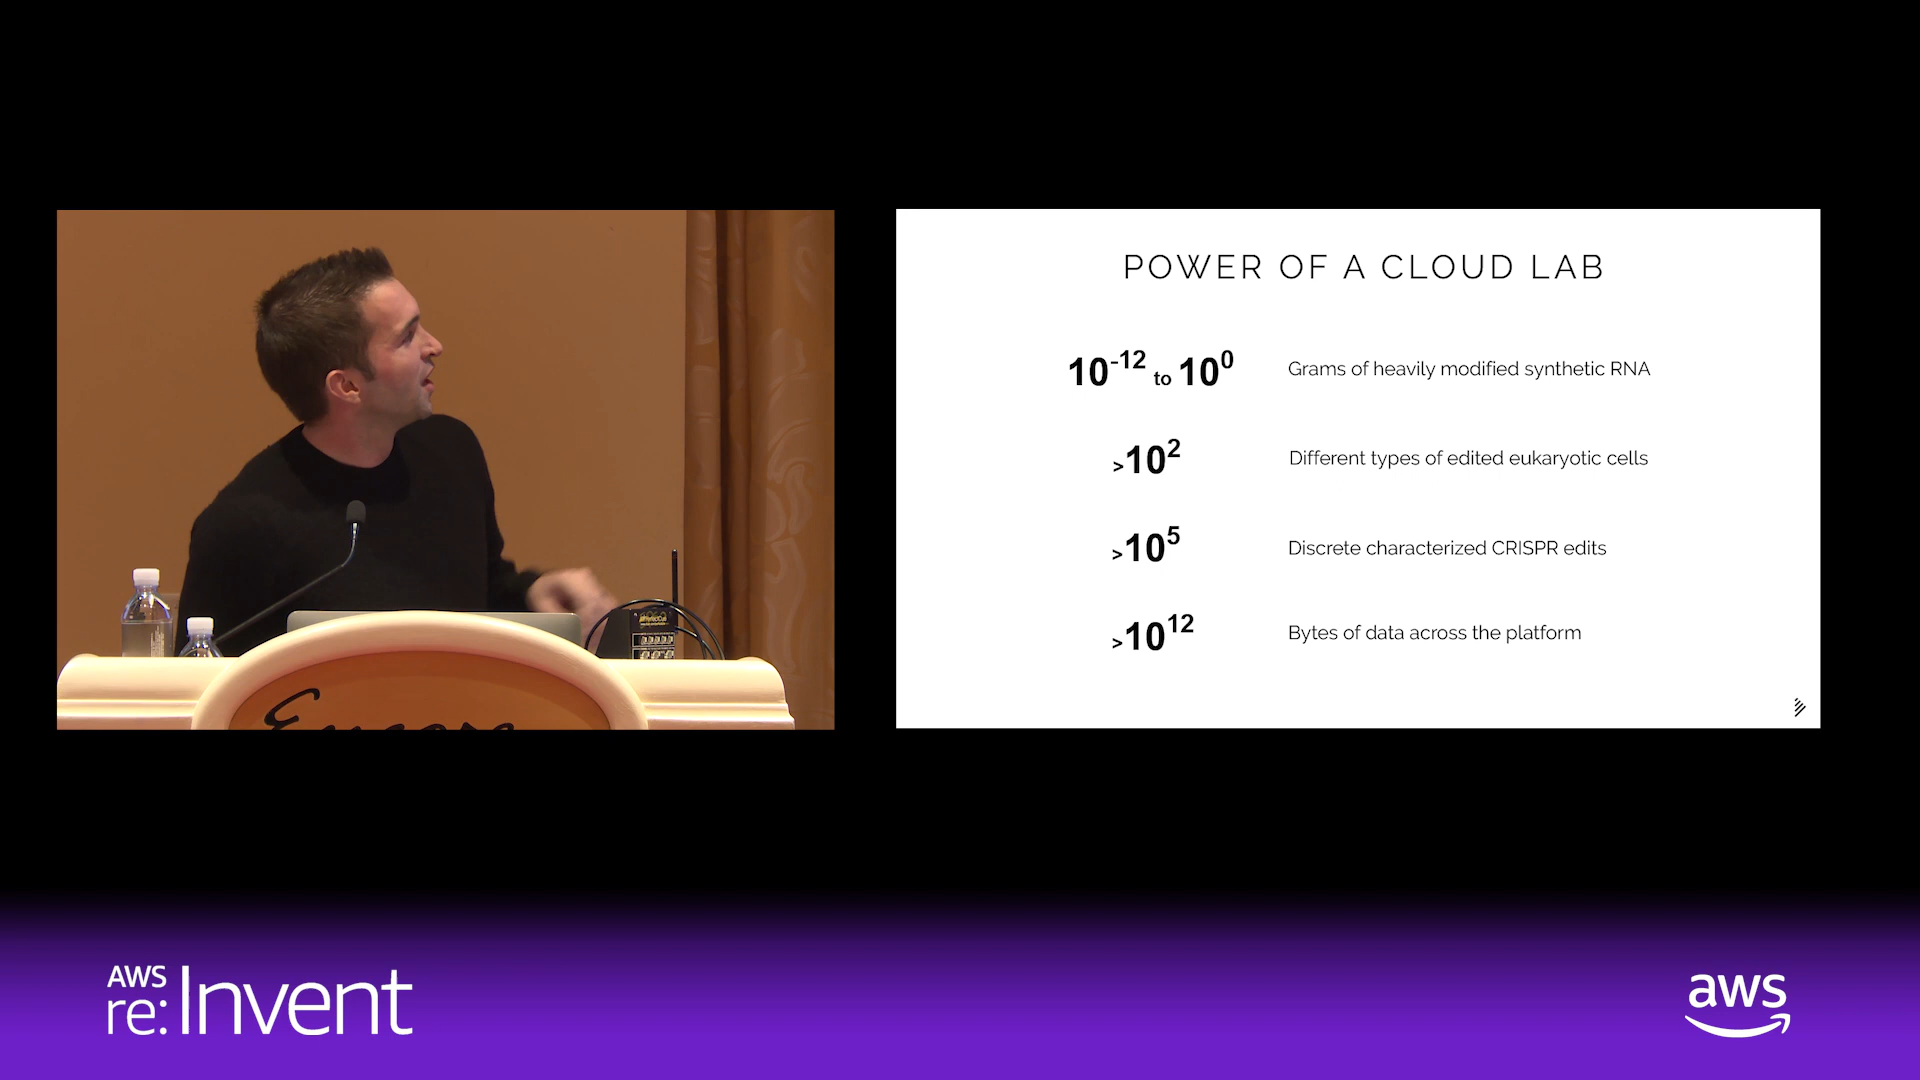 POWER OF A CLOUD LAB
10⁻¹² to 10⁰ Grams of heavily modified synthetic RNA
>10² Different types of edited eukaryotic cells
>10⁵ Discrete characterized CRISPR edits
>10¹² Bytes of data across the platform
Encore
AWS
re:Invent
aws